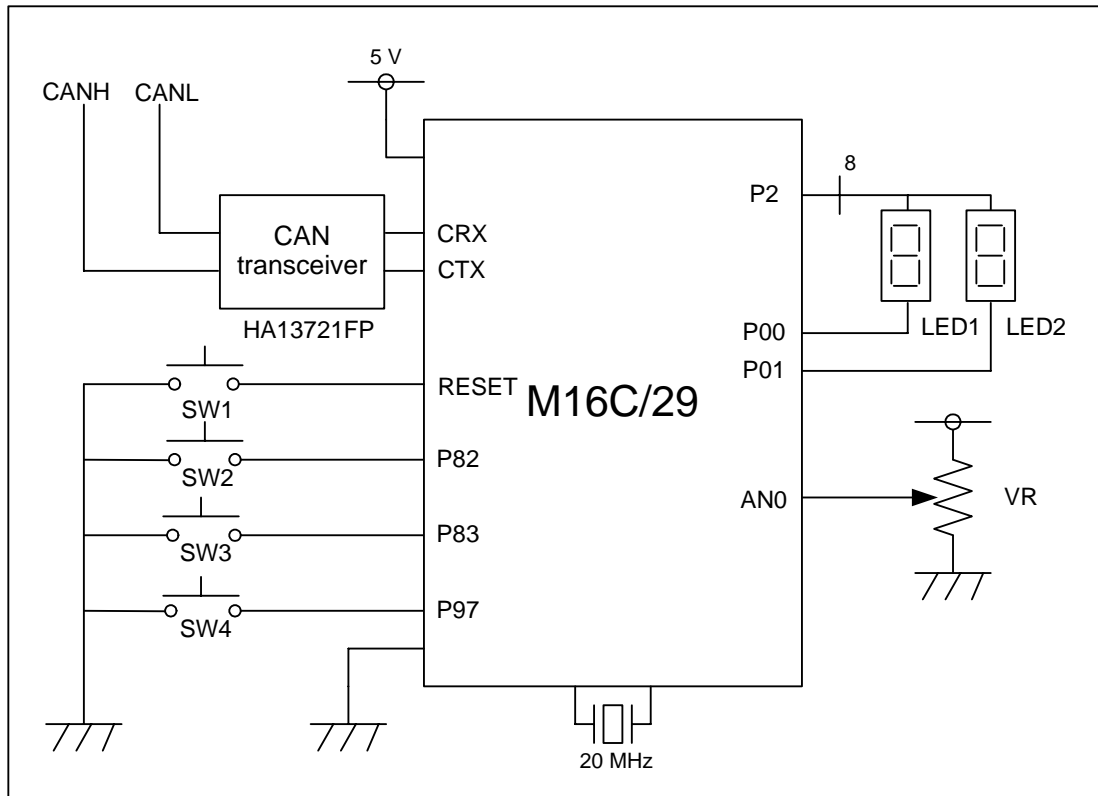 5 V
CANH CANL
8
P2
CAN
transceiver
CRX
CTX
HA13721FP
P00
LED1 LED2
P01
RESET
M16C/29
SW1
P82
SW2
AN0
VR
P83
SW3
P97
SW4
20 MHz